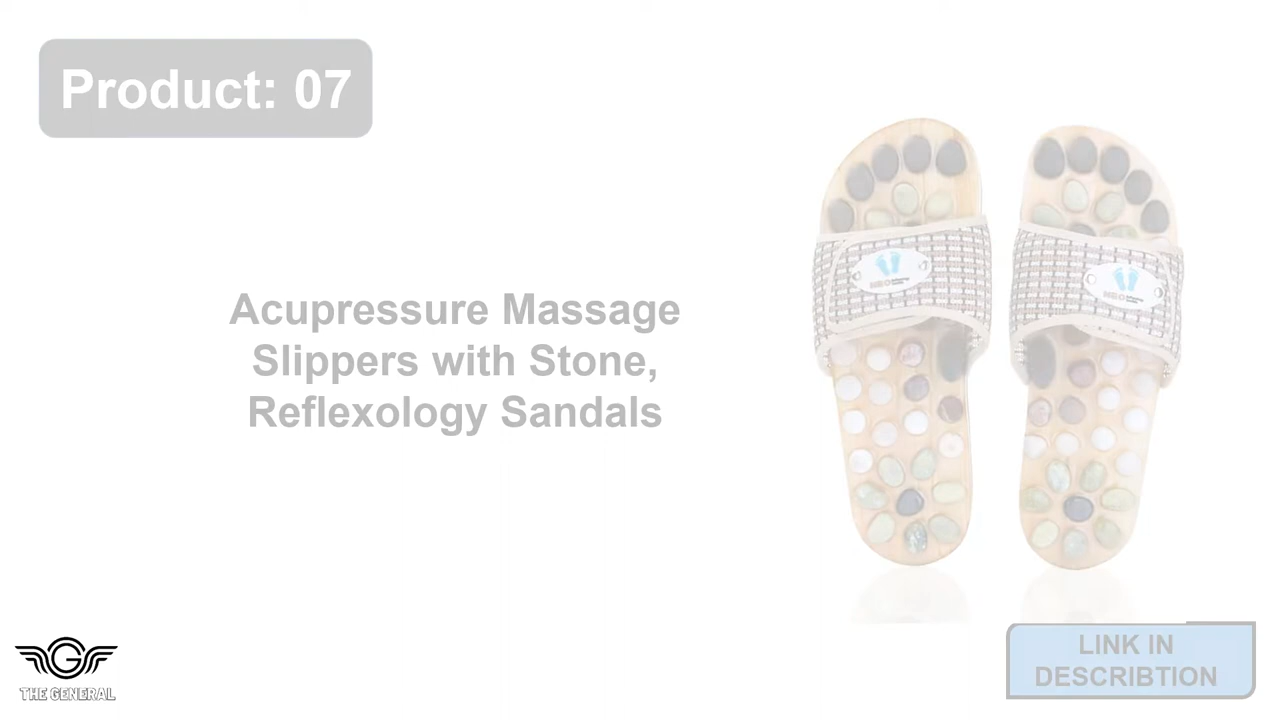 Product: 07
Acupressure Massage
Slippers with Stone,
Reflexology Sandals
THE GENERAL
LINK IN
DESCRIBTION